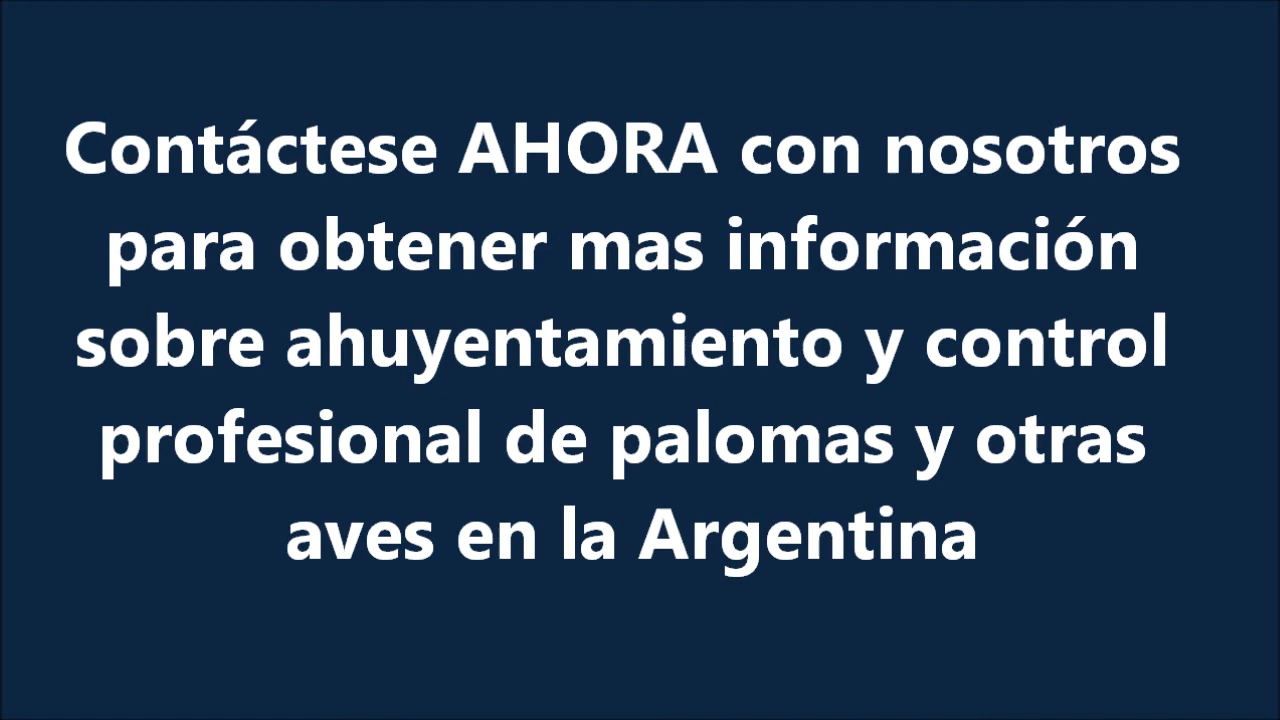 Contáctese AHORA con nosotros
para obtener mas información
sobre ahuyentamiento y control
profesional de palomas y otras
aves en la Argentina